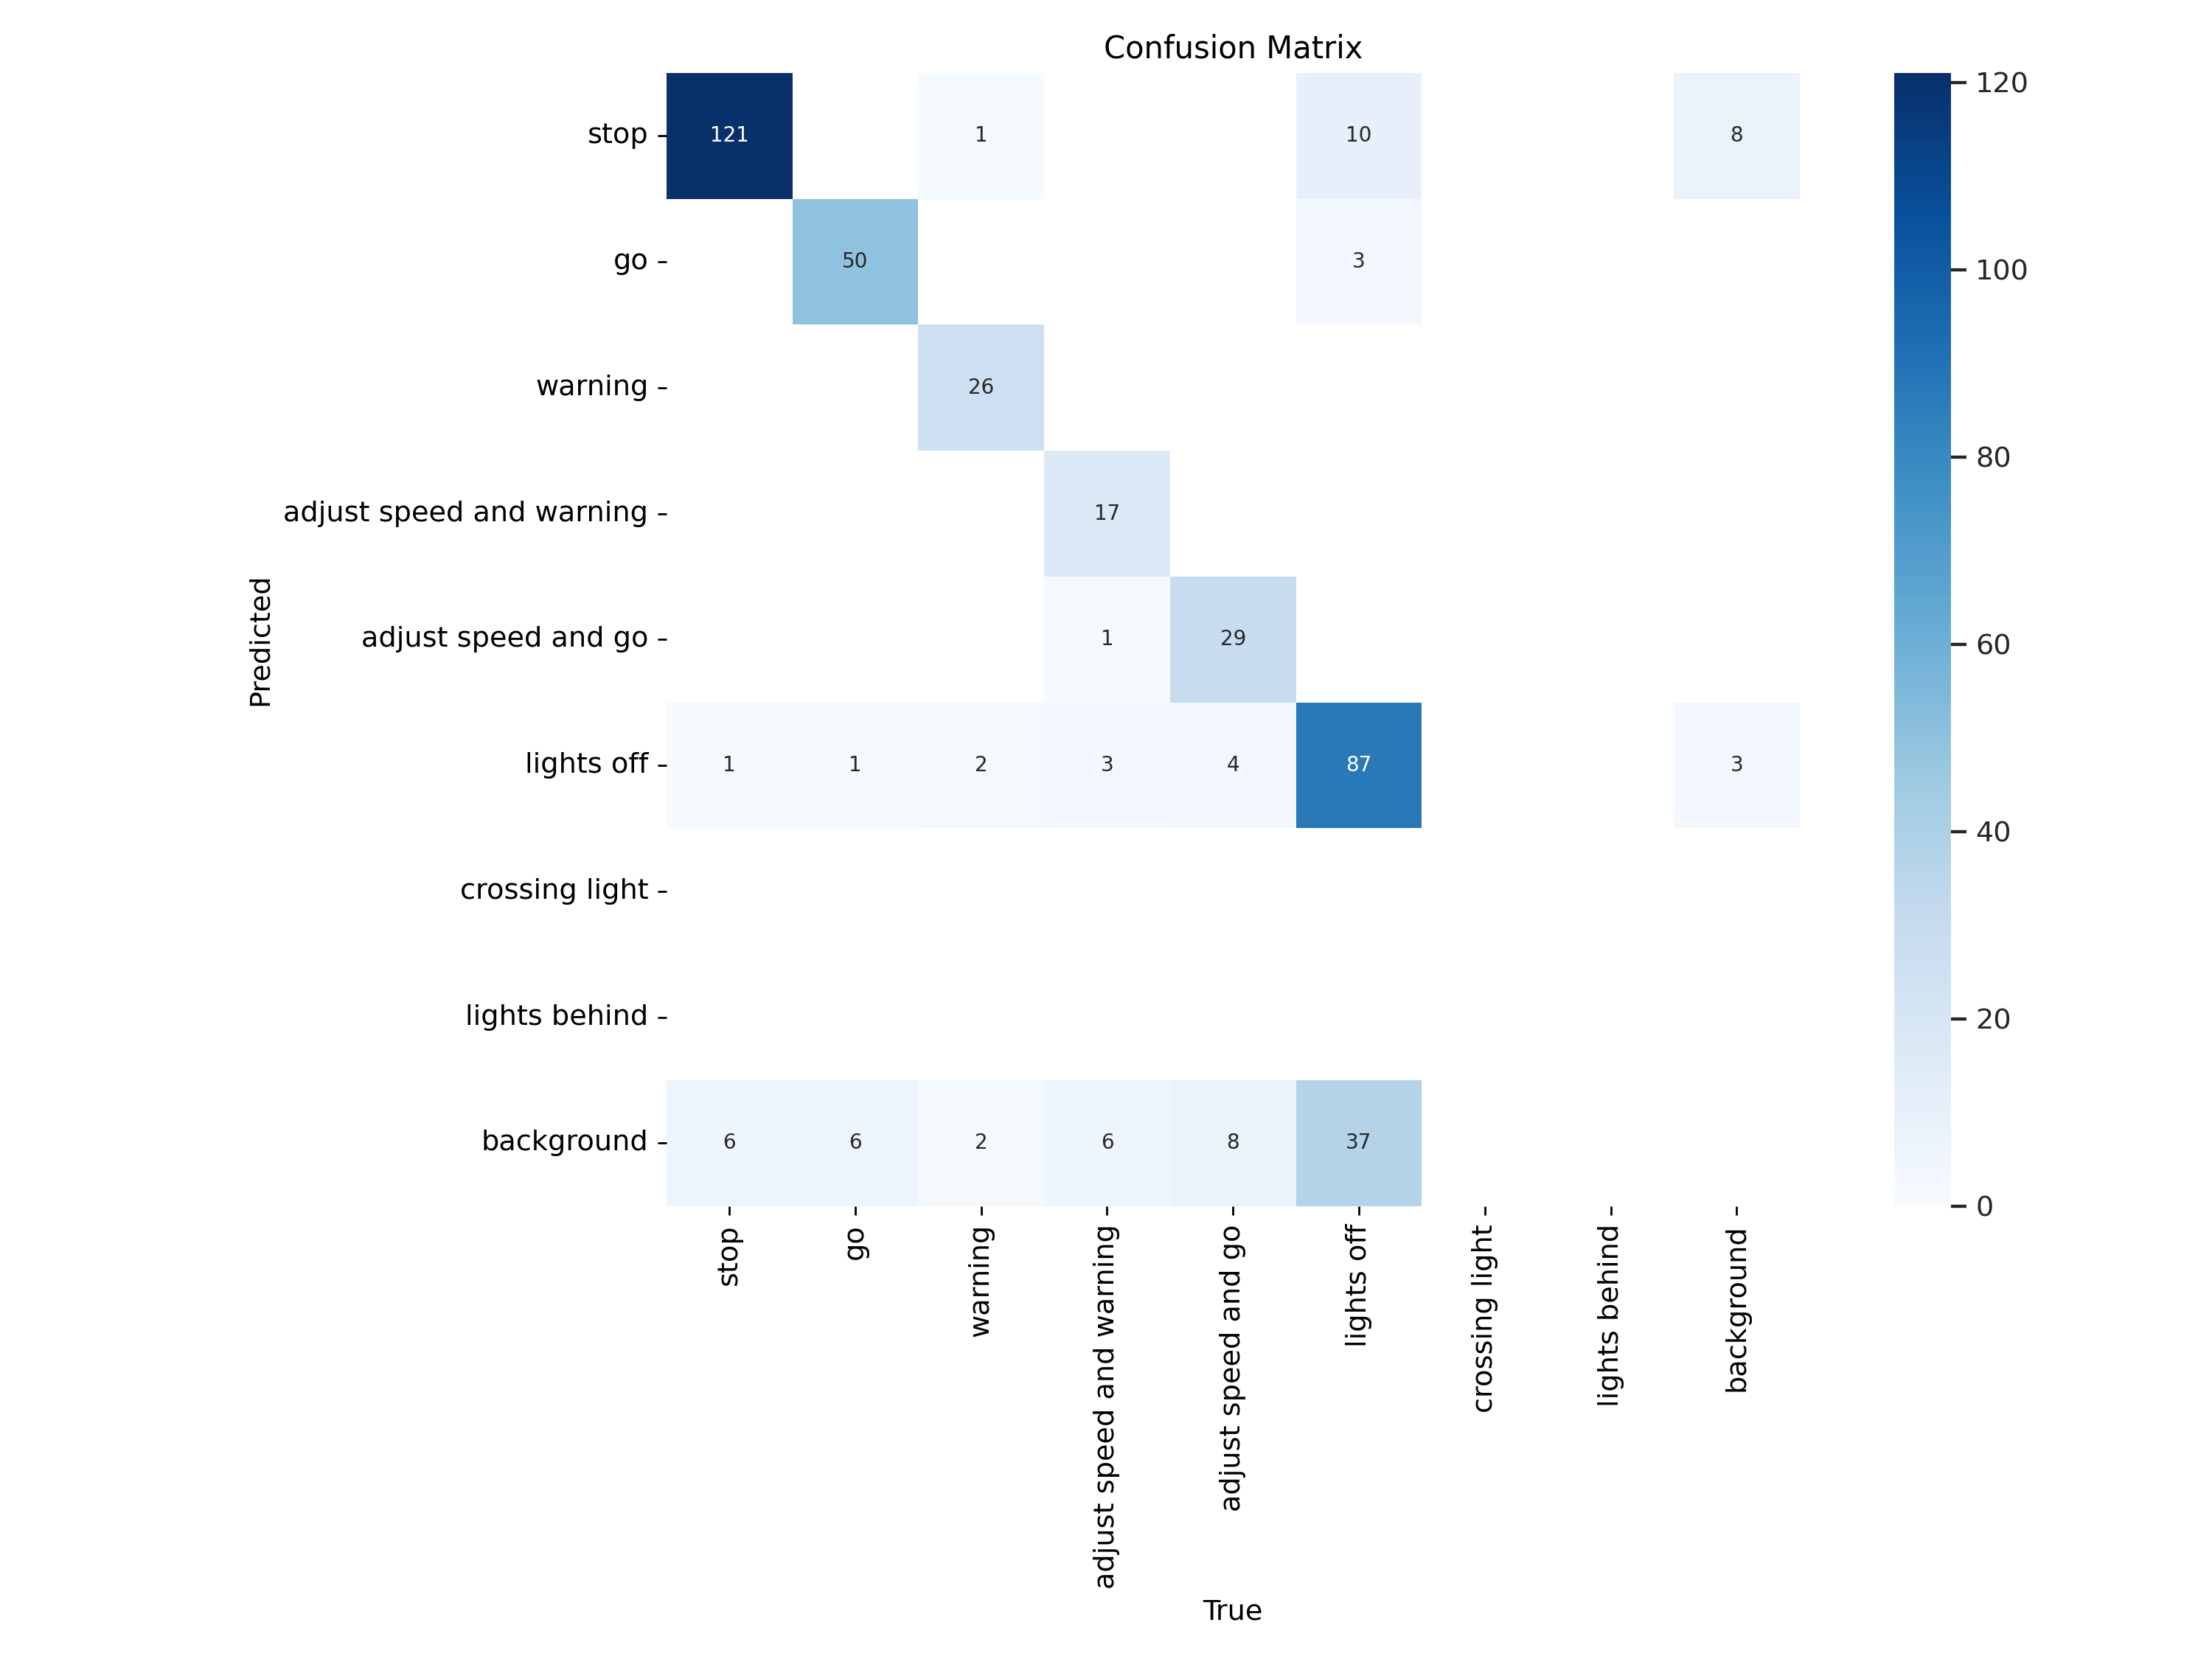 Confusion Matrix
stop 121 1 10 8
go 50 3
warning 26
adjust speed and warning 17
adjust speed and go 1 29
lights off 1 1 2 3 4 87 3
crossing light
lights behind
background 6 6 2 6 8 37
Predicted
stop
go
warning
adjust speed and warning
adjust speed and go
lights off
crossing light
lights behind
background
True
120
100
80
60
40
20
0